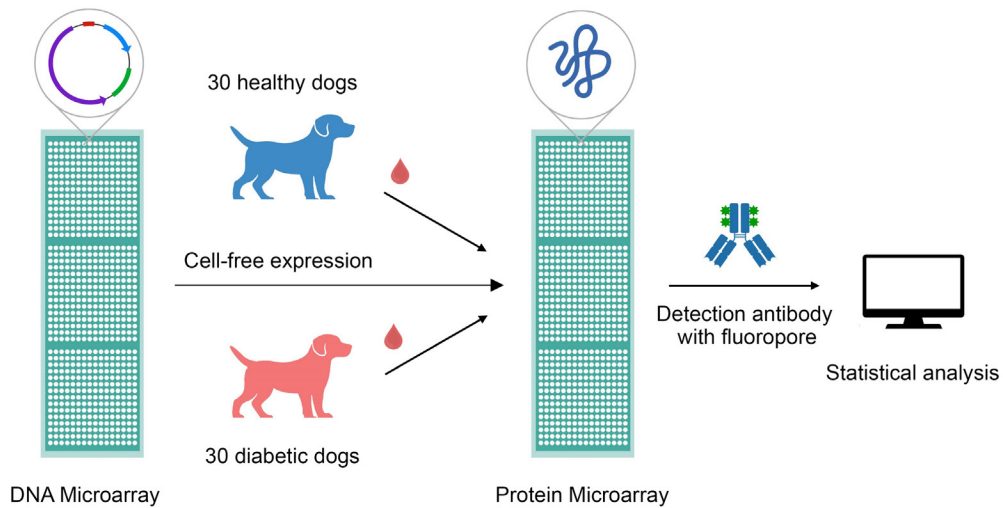 30 healthy dogs
Cell-free expression
30 diabetic dogs
DNA Microarray
Protein Microarray
Detection antibody
with fluoropore
Statistical analysis